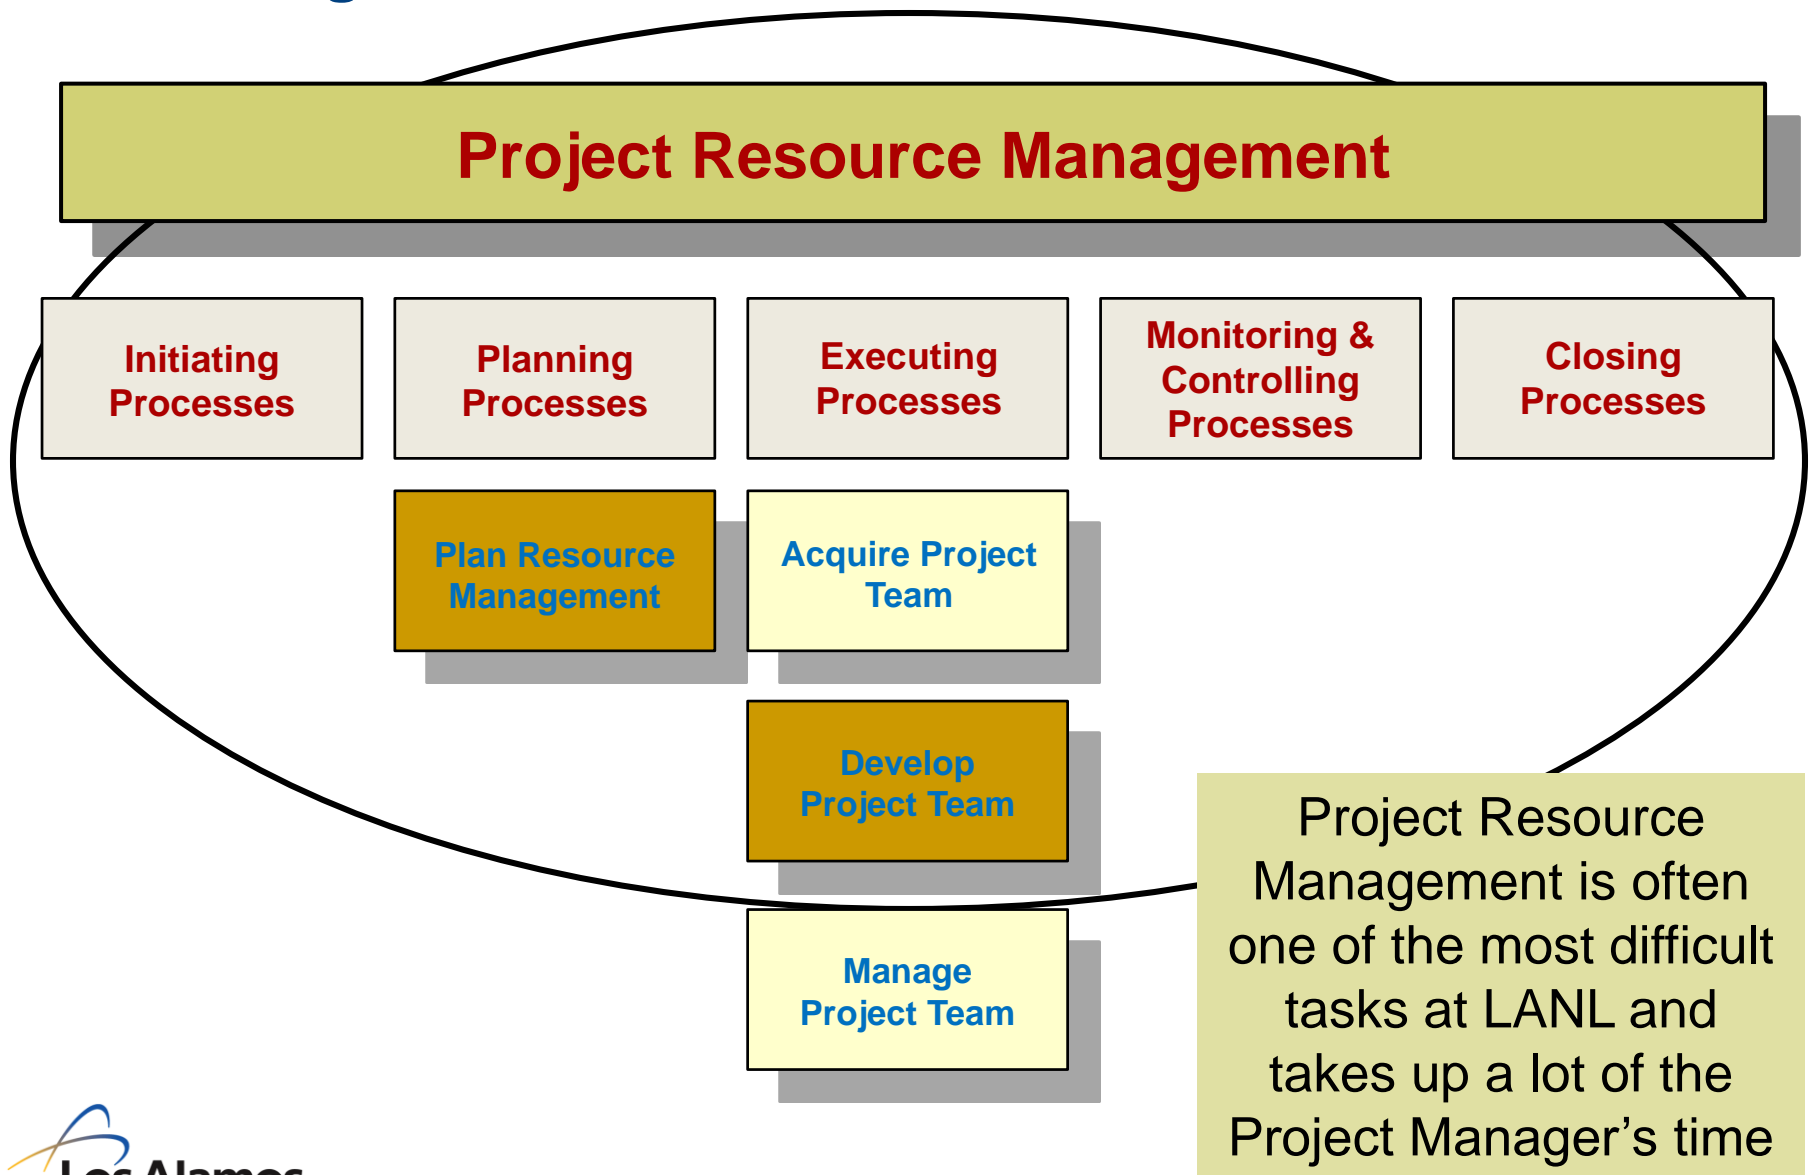 Project Resource Management
Initiating
Processes
Planning
Processes
Executing
Processes
Monitoring &
Controlling
Processes
Closing
Processes
Plan Resource
Management
Acquire Project
Team
Develop
Project Team
Manage
Project Team
Project Resource
Management is often
one of the most difficult
tasks at LANL and
takes up a lot of the
Project Manager’s time
Los Alamos